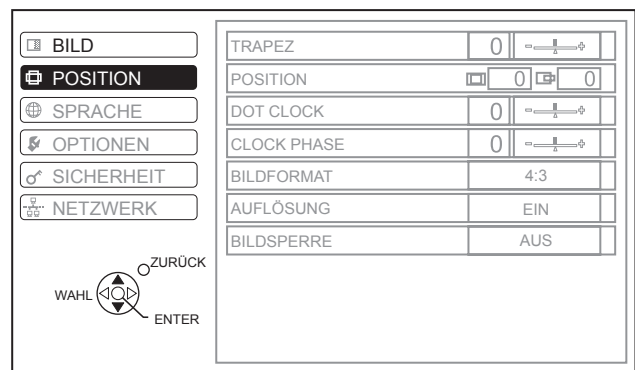 BILD
POSITION
SPRACHE
OPTIONEN
SICHERHEIT
NETZWERK
ZURÜCK
WAHL
ENTER
TRAPEZ 0
POSITION 0 0
DOT CLOCK 0
CLOCK PHASE 0
BILDFORMAT 4:3
AUFLÖSUNG EIN
BILDSPERRE AUS